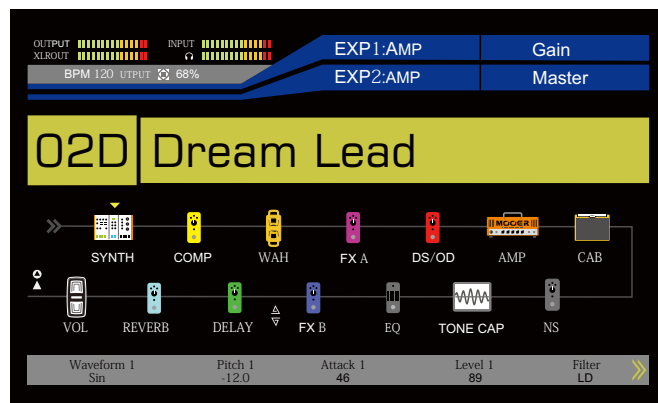 OUTPUT INPUT
XLROUT
BPM 120 UTPUT 68%
EXP1:AMP Gain
EXP2:AMP Master
02D Dream Lead
MOOER
SYNTH COMP WAH FX A DS/OD AMP CAB
VOL REVERB DELAY FX B EQ TONE CAP NS
Waveform 1 Pitch 1 Attack 1 Level 1 Filter
Sin -12.0 46 89 LD